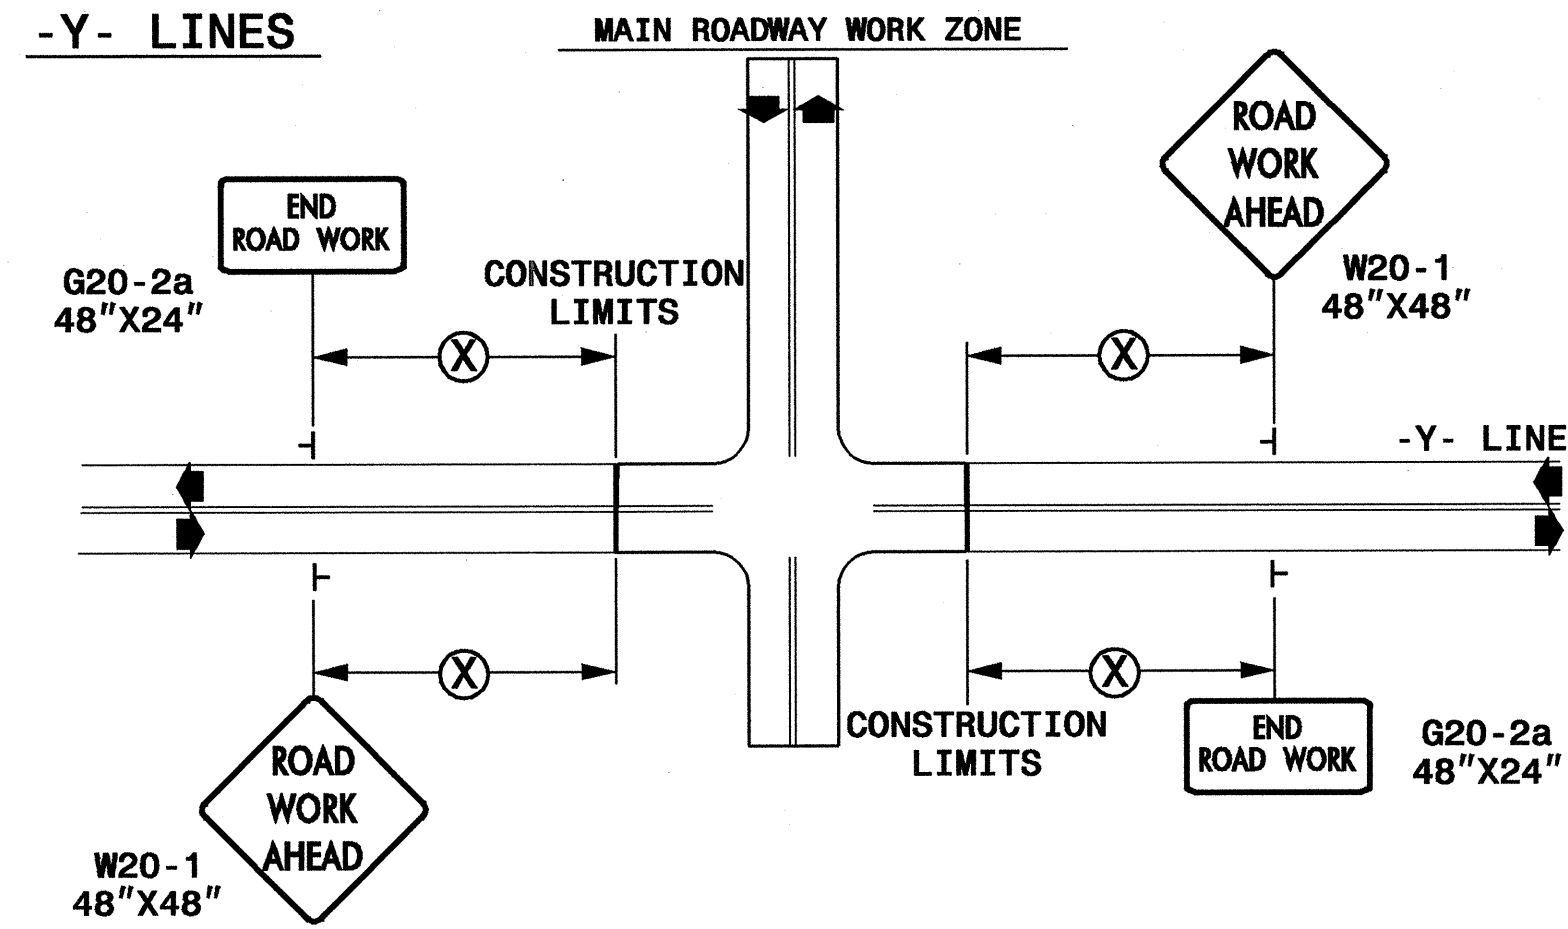 -Y- LINES
MAIN ROADWAY WORK ZONE
ROAD
WORK
AHEAD
END
ROAD WORK
G20-2a
48"X24"
CONSTRUCTION
LIMITS
W20-1
48"X48"
X
X
-Y- LINE
X
X
CONSTRUCTION
LIMITS
END
ROAD WORK
G20-2a
48"X24"
ROAD
WORK
AHEAD
W20-1
48"X48"